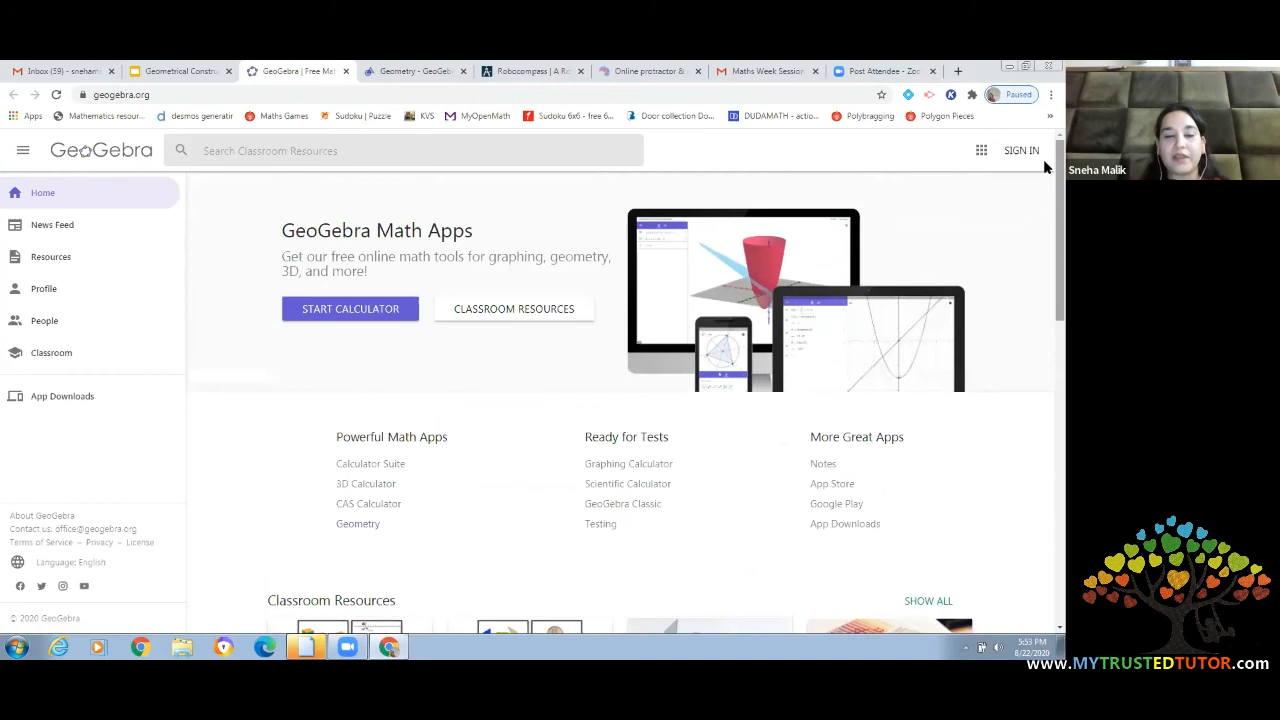 Inbox (59) - snehama
Geometrical Constru
GeoGebra | Free Mat
Geometry - GeoGeb
Robocompass | A Ro
Online protractor & a
Maths Week Session
Post Attendee - Zoo
geogebra.org
Paused
Apps
Mathematics resour...
desmos generatir
Maths Games
Sudoku | Puzzle
KVS
MyOpenMath
Sudoku 6x6 - free 6...
Door collection Do...
DUDAMATH - actio...
Polybragging
Polygon Pieces
GeoGebra
Search Classroom Resources
SIGN IN
Sneha Malik
Home
News Feed
Resources
Profile
People
Classroom
App Downloads
GeoGebra Math Apps
Get our free online math tools for graphing, geometry,
3D, and more!
START CALCULATOR
CLASSROOM RESOURCES
Powerful Math Apps
Calculator Suite
3D Calculator
CAS Calculator
Geometry
Ready for Tests
Graphing Calculator
Scientific Calculator
GeoGebra Classic
Testing
More Great Apps
Notes
App Store
Google Play
App Downloads
About GeoGebra
Contact us: office@geogebra.org
Terms of Service – Privacy – License
Language: English
© 2020 GeoGebra
Classroom Resources
SHOW ALL
5:53 PM
8/22/2020
www.MYTRUSTEDTUTOR.com